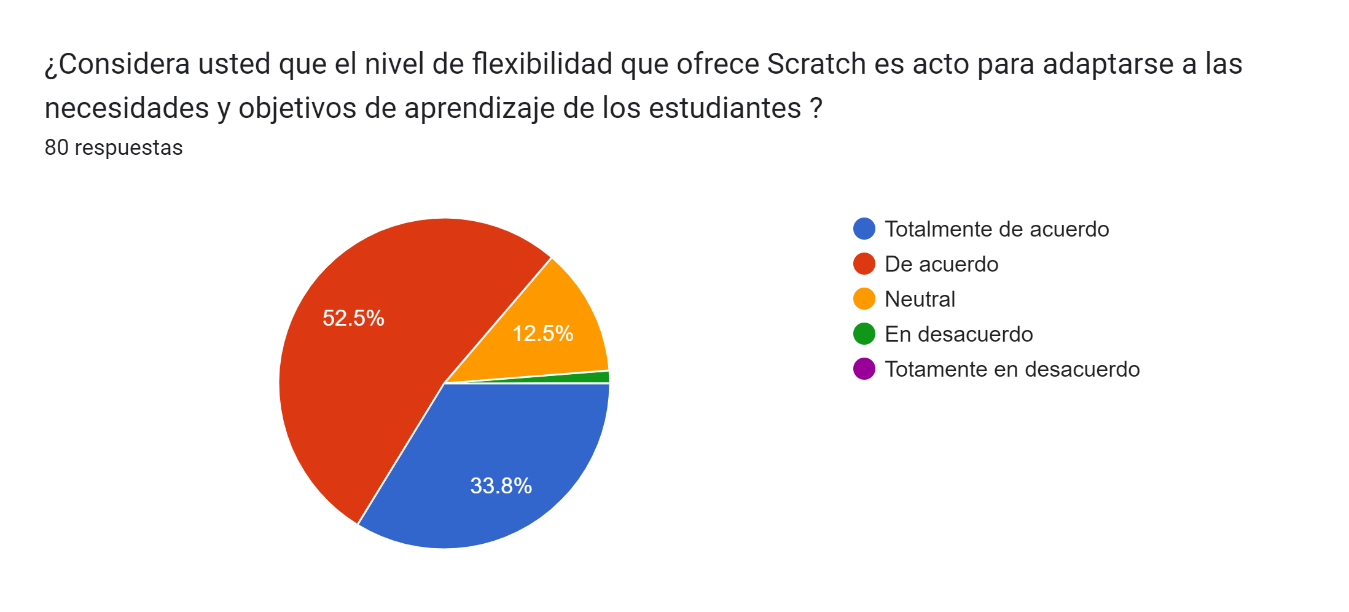 ¿Considera usted que el nivel de flexibilidad que ofrece Scratch es acto para adaptarse a las
necesidades y objetivos de aprendizaje de los estudiantes ?
80 respuestas
Totalmente de acuerdo
De acuerdo
Neutral
En desacuerdo
Totamente en desacuerdo
52.5%
12.5%
33.8%